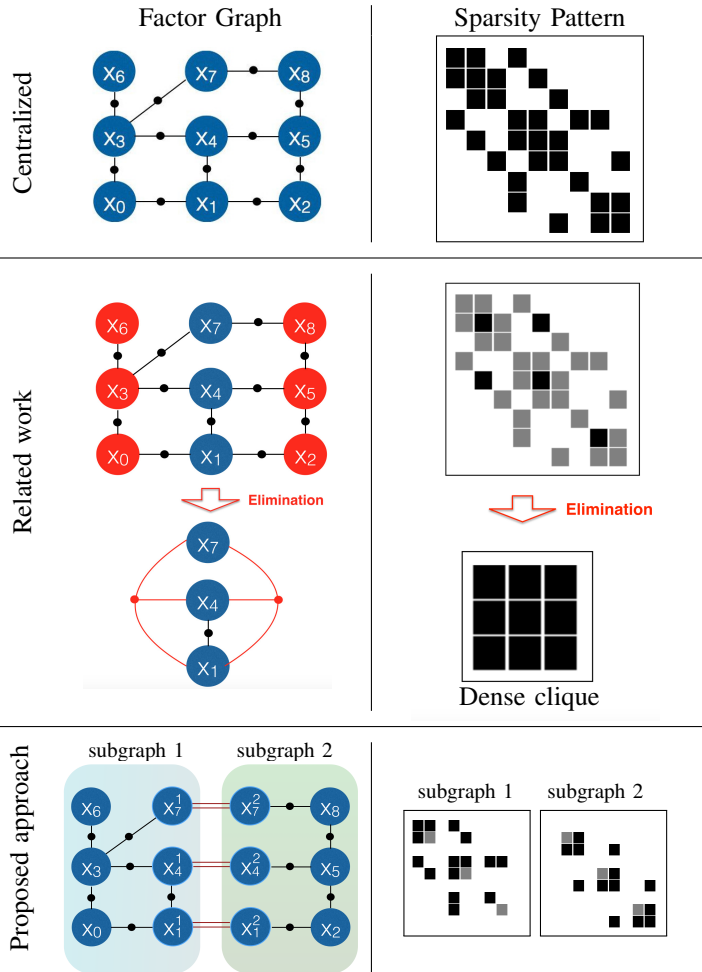 Factor Graph
Sparsity Pattern
Centralized
X6 X7 X8
X3 X4 X5
X0 X1 X2
Related work
X6 X7 X8
X3 X4 X5
X0 X1 X2
Elimination
Elimination
X7
X4
X1
Dense clique
Proposed approach
subgraph 1
subgraph 2
X6 X7^1 X7^2 X8
X3 X4^1 X4^2 X5
X0 X1^1 X1^2 X2
subgraph 1
subgraph 2